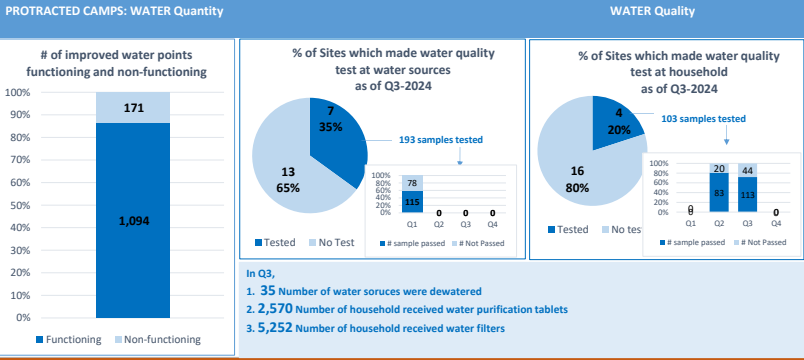 PROTRACTED CAMPS: WATER Quantity
WATER Quality
# of improved water points
functioning and non-functioning
100%
90%
80%
70%
60%
50%
40%
30%
20%
10%
0%
171
1,094
Functioning
Non-functioning
% of Sites which made water quality
test at water sources
as of Q3-2024
7
35%
13
65%
193 samples tested
Tested
No Test
100%
80%
60%
40%
20%
0%
78
115
0
0
0
Q1
Q2
Q3
Q4
# sample passed
# Not Passed
% of Sites which made water quality
test at household
as of Q3-2024
4
20%
16
80%
103 samples tested
Tested
No tes
100%
80%
60%
40%
20%
0%
0
0
20
83
44
113
0
Q1
Q2
Q3
Q4
# sample passed
# Not Passed
In Q3,
1. 35 Number of water soruces were dewatered
2. 2,570 Number of household received water purification tablets
3. 5,252 Number of household received water filters